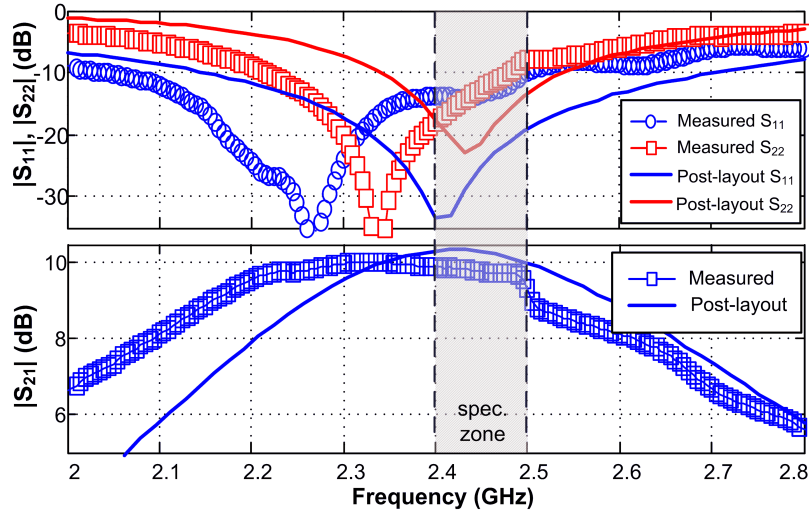 |S11|, |S22|, (dB)
0
-10
-20
-30
Measured S11
Measured S22
Post-layout S11
Post-layout S22
|S21| (dB)
10
8
6
Measured
Post-layout
spec.
zone
2
2.1
2.2
2.3
2.4
2.5
2.6
2.7
2.8
Frequency (GHz)